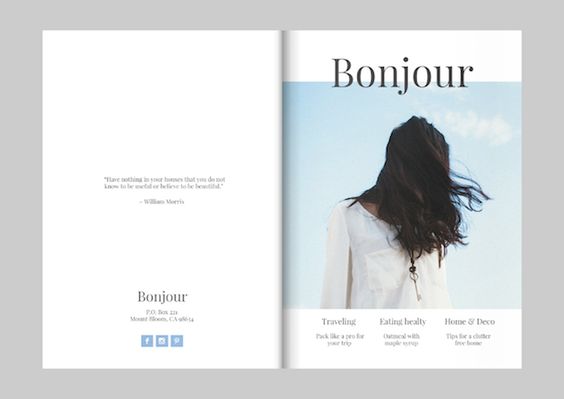 "Have nothing in your houses that you do not
know to be useful or believe to be beautiful."
- William Morris
Bonjour
P.O. Box 221
Mount Bloom, CA 98654
Bonjour
Traveling
Pack like a pro for
your trip
Eating healty
Oatmeal with
maple syrup
Home & Deco
Tips for a clutter
free home